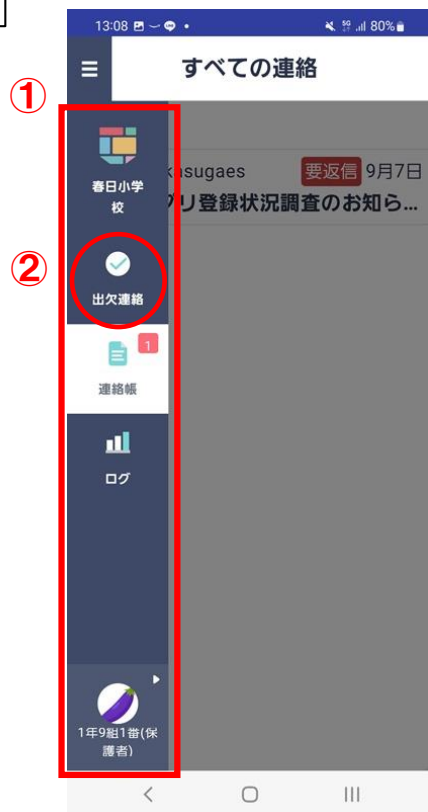 13:08
80%
すべての連絡
①
春日小学
校
kasugaes 要返信 9月7日
プリ登録状況調査のお知ら...
②
出欠連絡
1
連絡帳
ログ
1年9組1番(保
護者)